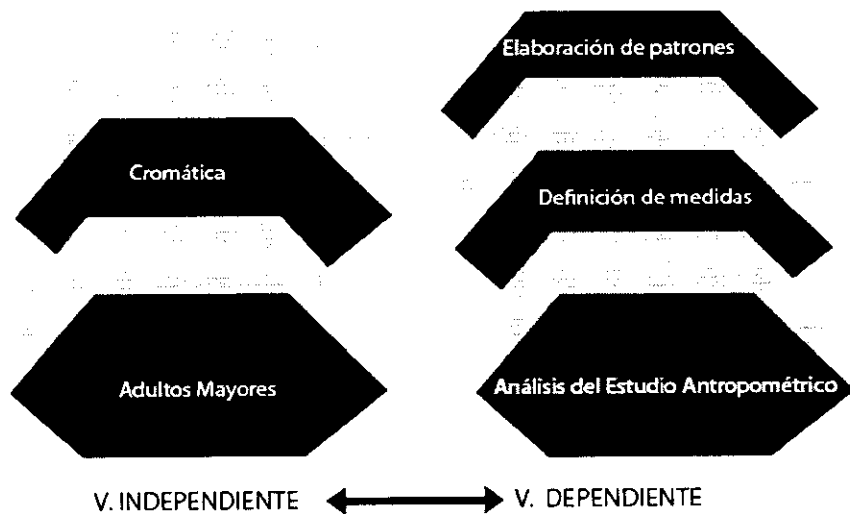 Elaboración de patrones
Cromática
Definición de medidas
Adultos Mayores
Análisis del Estudio Antropométrico
V. INDEPENDIENTE
V. DEPENDIENTE